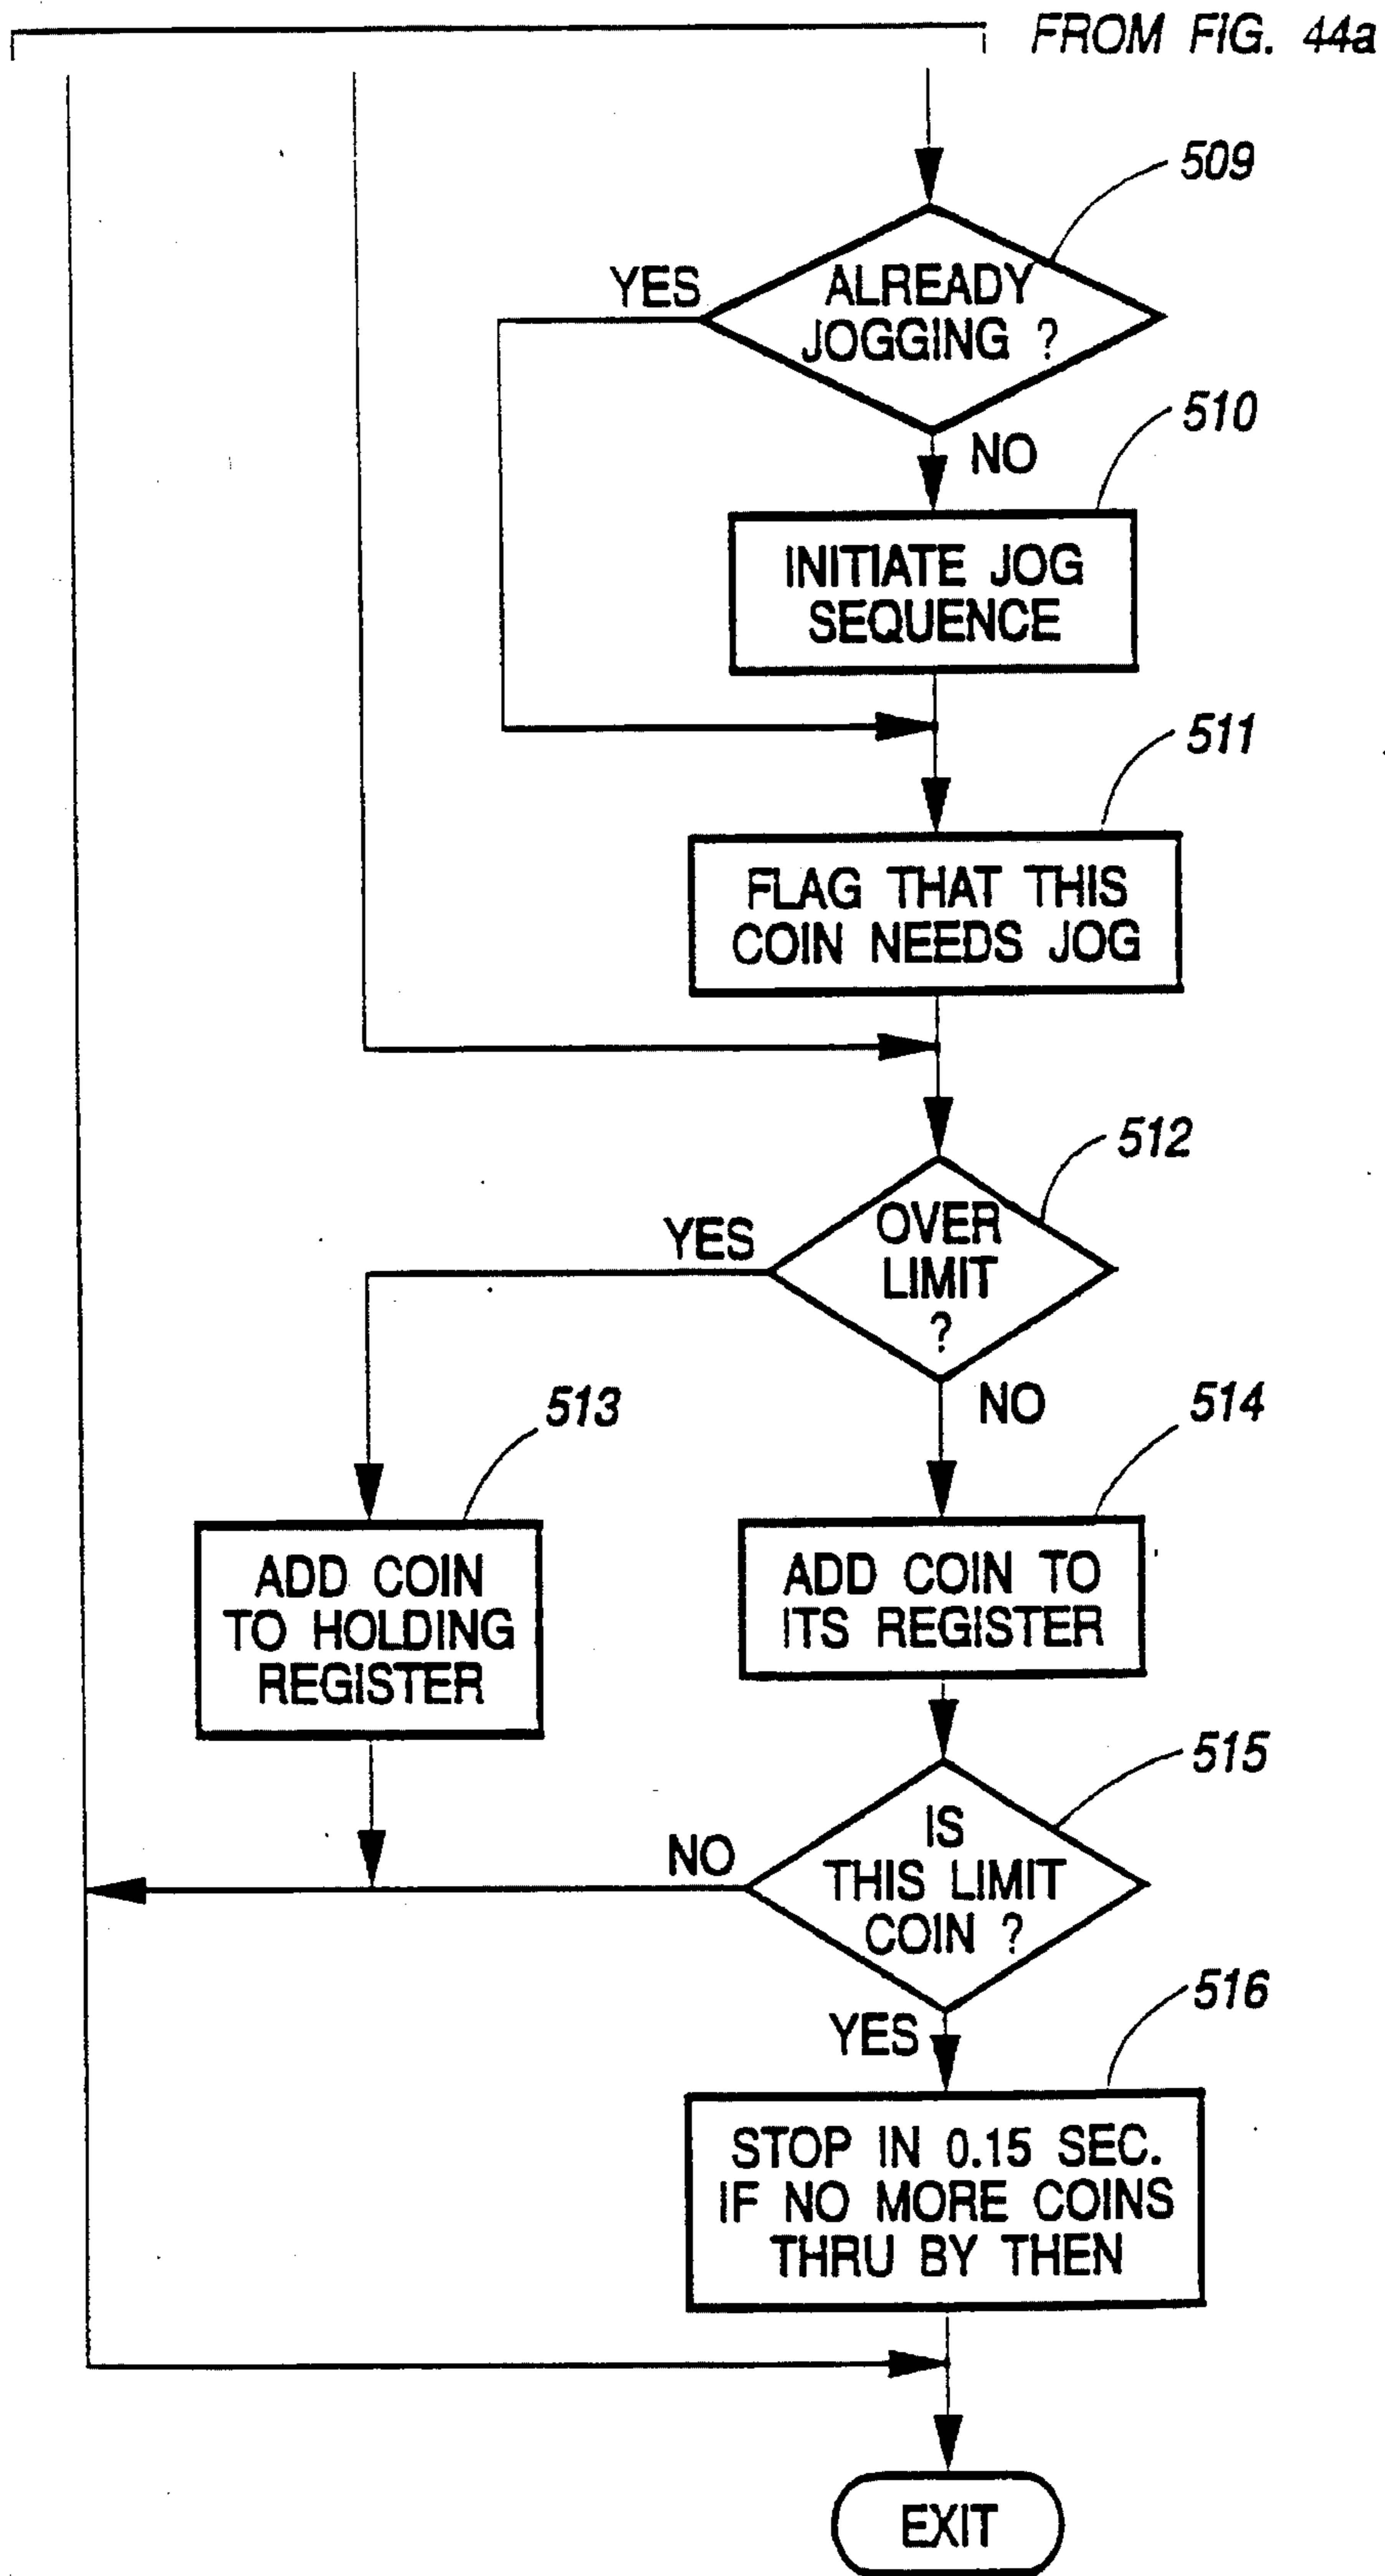 FROM FIG. 44a
509
ALREADY
JOGGING ?
YES
NO
510
INITIATE JOG
SEQUENCE
511
FLAG THAT THIS
COIN NEEDS JOG
512
OVER
LIMIT
?
YES
NO
513
ADD COIN
TO HOLDING
REGISTER
514
ADD COIN TO
ITS REGISTER
515
IS
THIS LIMIT
COIN ?
NO
YES
516
STOP IN 0.15 SEC.
IF NO MORE COINS
THRU BY THEN
EXIT